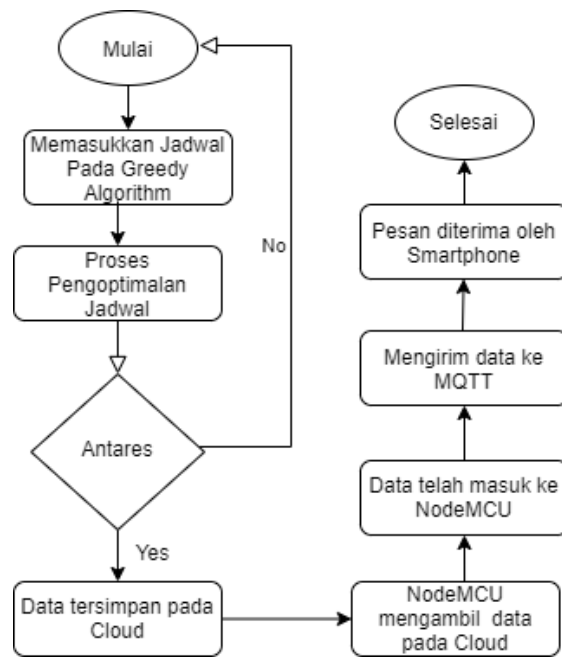 Mulai
Memasukkan Jadwal
Pada Greedy
Algorithm
Proses
Pengoptimalan
Jadwal
Antares
No
Yes
Data tersimpan pada
Cloud
NodeMCU
mengambil data
pada Cloud
Data telah masuk ke
NodeMCU
Mengirim data ke
MQTT
Pesan diterima oleh
Smartphone
Selesai